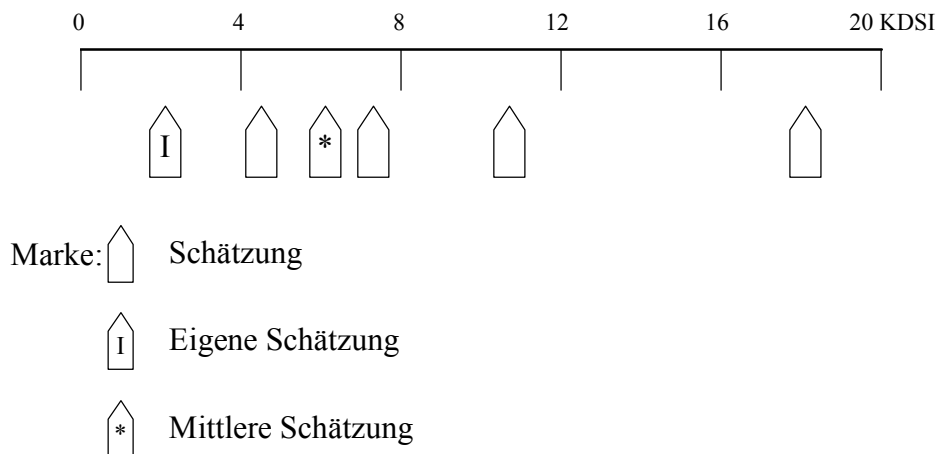 0 4 8 12 16 20 KDSI
I *
Marke: Schätzung
I Eigene Schätzung
* Mittlere Schätzung